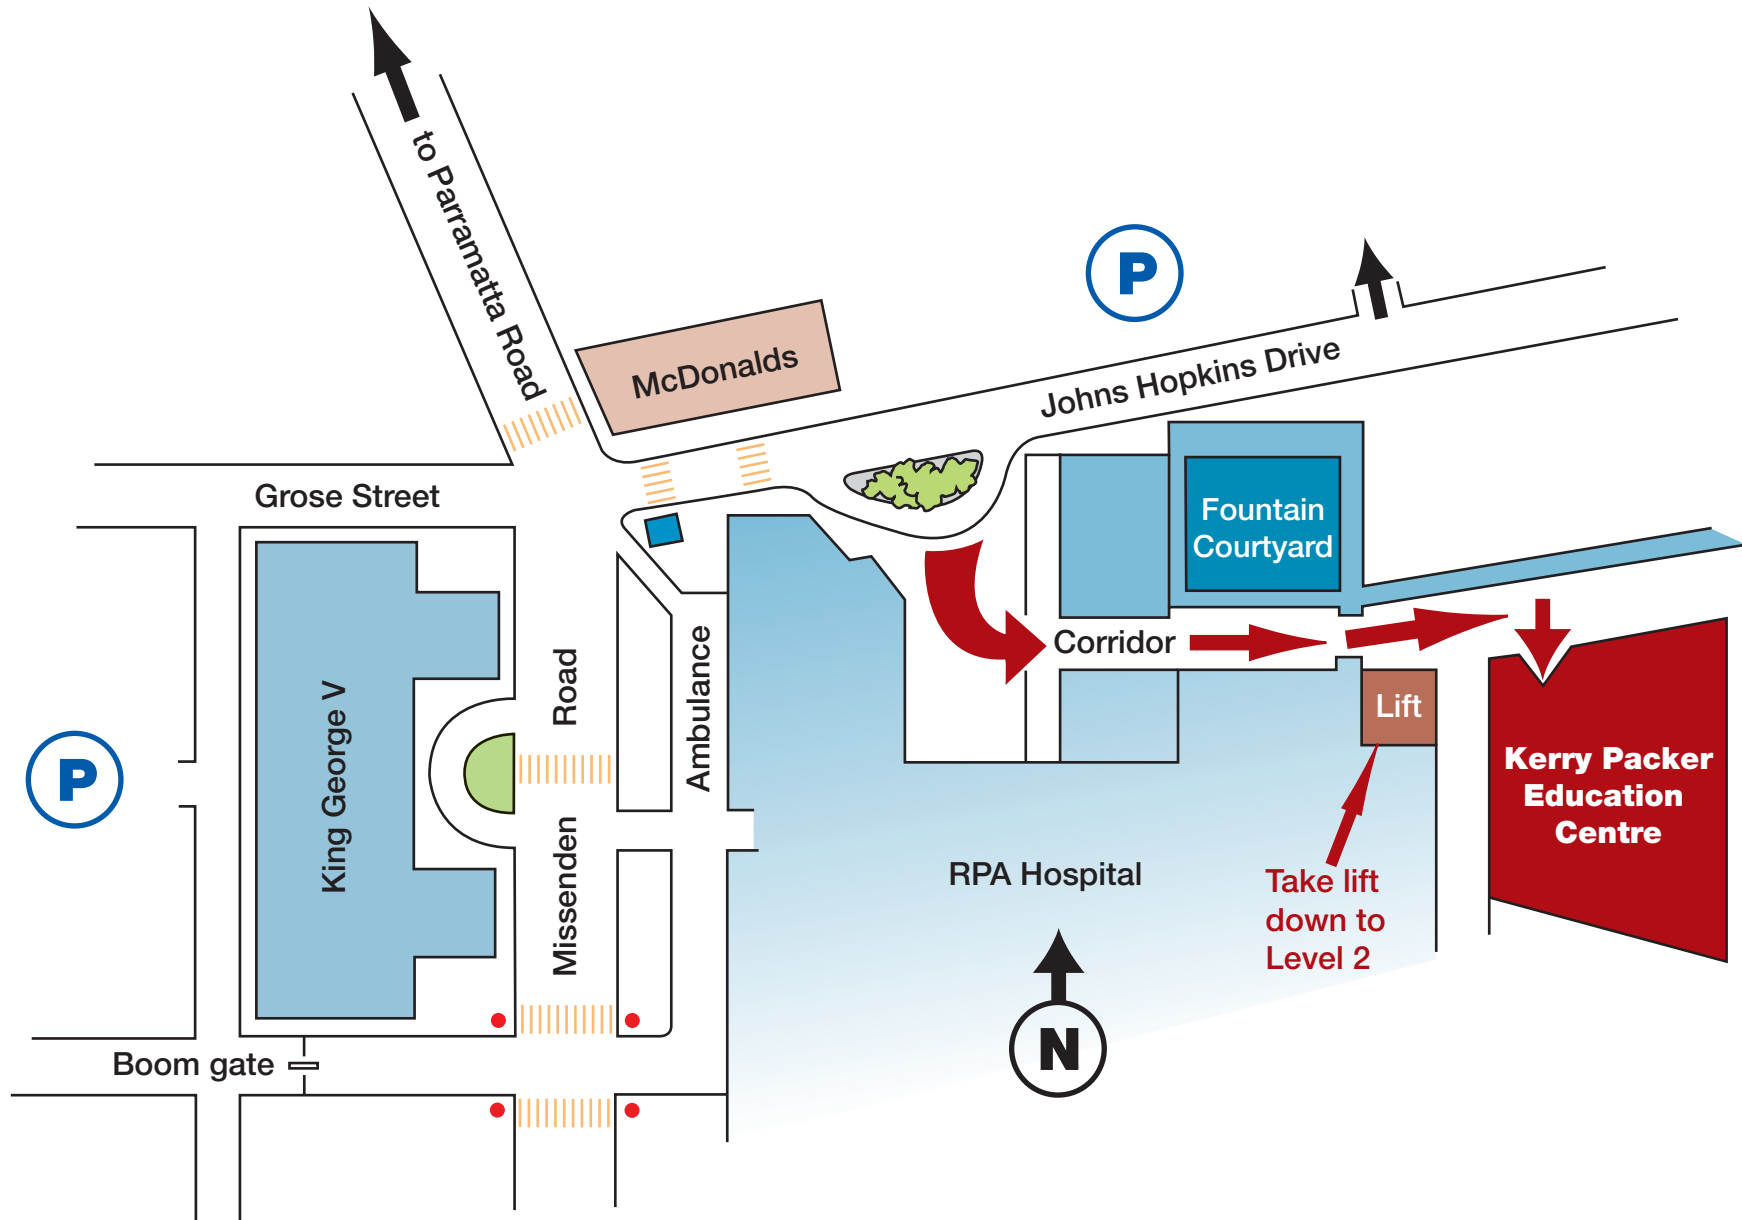 to Parramatta Road
P
McDonalds
Johns Hopkins Drive
Grose Street
Fountain
Courtyard
Corridor
Road
Missenden
Ambulance
King George V
P
Lift
Kerry Packer
Education
Centre
RPA Hospital
Take lift
down to
Level 2
N
Boom gate